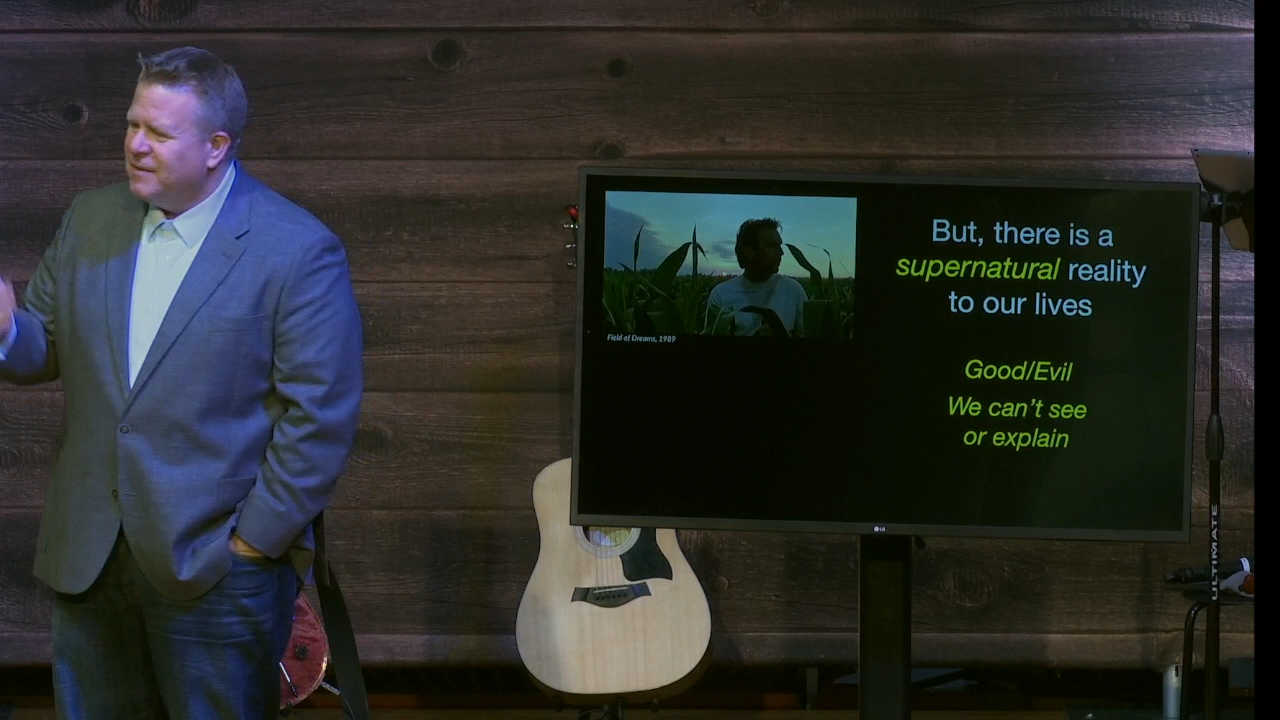 But, there is a
supernatural reality
to our lives
Field of Dreams, 1989
Good/Evil
We can't see
or explain
LG
ULTIMATE